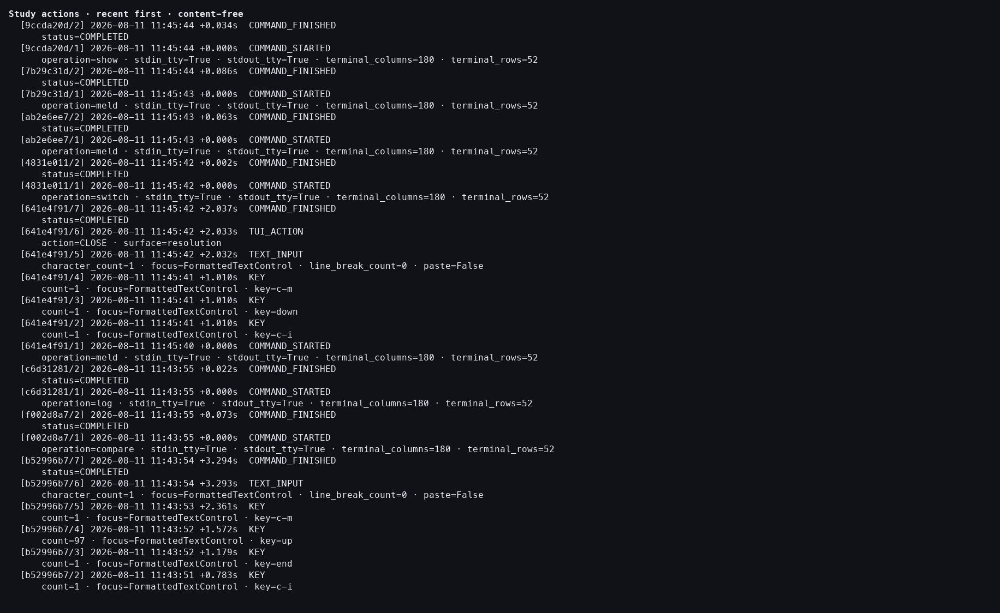 Study actions · recent first · content-free
[9ccda20d/2] 2026-08-11 11:45:44 +0.034s  COMMAND_FINISHED
status=COMPLETED
[9ccda20d/1] 2026-08-11 11:45:44 +0.000s  COMMAND_STARTED
operation=show · stdin_tty=True · stdout_tty=True · terminal_columns=180 · terminal_rows=52
[7b29c31d/2] 2026-08-11 11:45:44 +0.086s  COMMAND_FINISHED
status=COMPLETED
[7b29c31d/1] 2026-08-11 11:45:43 +0.000s  COMMAND_STARTED
operation=meld · stdin_tty=True · stdout_tty=True · terminal_columns=180 · terminal_rows=52
[ab2e6ee7/2] 2026-08-11 11:45:43 +0.063s  COMMAND_FINISHED
status=COMPLETED
[ab2e6ee7/1] 2026-08-11 11:45:43 +0.000s  COMMAND_STARTED
operation=meld · stdin_tty=True · stdout_tty=True · terminal_columns=180 · terminal_rows=52
[4831e011/2] 2026-08-11 11:45:42 +0.002s  COMMAND_FINISHED
status=COMPLETED
[4831e011/1] 2026-08-11 11:45:42 +0.000s  COMMAND_STARTED
operation=switch · stdin_tty=True · stdout_tty=True · terminal_columns=180 · terminal_rows=52
[641e4f91/7] 2026-08-11 11:45:42 +2.037s  COMMAND_FINISHED
status=COMPLETED
[641e4f91/6] 2026-08-11 11:45:42 +2.033s  TUI_ACTION
action=CLOSE · surface=resolution
[641e4f91/5] 2026-08-11 11:45:42 +2.032s  TEXT_INPUT
character_count=1 · focus=FormattedTextControl · line_break_count=0 · paste=False
[641e4f91/4] 2026-08-11 11:45:41 +1.010s  KEY
count=1 · focus=FormattedTextControl · key=c-m
[641e4f91/3] 2026-08-11 11:45:41 +1.010s  KEY
count=1 · focus=FormattedTextControl · key=down
[641e4f91/2] 2026-08-11 11:45:41 +1.010s  KEY
count=1 · focus=FormattedTextControl · key=c-i
[641e4f91/1] 2026-08-11 11:45:40 +0.000s  COMMAND_STARTED
operation=meld · stdin_tty=True · stdout_tty=True · terminal_columns=180 · terminal_rows=52
[c6d31281/2] 2026-08-11 11:43:55 +0.022s  COMMAND_FINISHED
status=COMPLETED
[c6d31281/1] 2026-08-11 11:43:55 +0.000s  COMMAND_STARTED
operation=log · stdin_tty=True · stdout_tty=True · terminal_columns=180 · terminal_rows=52
[f002d8a7/2] 2026-08-11 11:43:55 +0.073s  COMMAND_FINISHED
status=COMPLETED
[f002d8a7/1] 2026-08-11 11:43:55 +0.000s  COMMAND_STARTED
operation=compare · stdin_tty=True · stdout_tty=True · terminal_columns=180 · terminal_rows=52
[b52996b7/7] 2026-08-11 11:43:54 +3.294s  COMMAND_FINISHED
status=COMPLETED
[b52996b7/6] 2026-08-11 11:43:54 +3.293s  TEXT_INPUT
character_count=1 · focus=FormattedTextControl · line_break_count=0 · paste=False
[b52996b7/5] 2026-08-11 11:43:53 +2.361s  KEY
count=1 · focus=FormattedTextControl · key=c-m
[b52996b7/4] 2026-08-11 11:43:52 +1.572s  KEY
count=97 · focus=FormattedTextControl · key=up
[b52996b7/3] 2026-08-11 11:43:52 +1.179s  KEY
count=1 · focus=FormattedTextControl · key=end
[b52996b7/2] 2026-08-11 11:43:51 +0.783s  KEY
count=1 · focus=FormattedTextControl · key=c-i